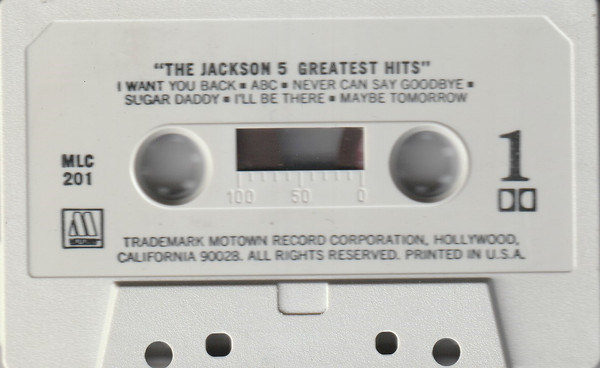 "THE JACKSON 5 GREATEST HITS"
I WANT YOU BACK ▪ ABC ▪ NEVER CAN SAY GOODBYE ▪
SUGAR DADDY ▪ I'LL BE THERE ▪ MAYBE TOMORROW
MLC
201
1
100 50 0
TRADEMARK MOTOWN RECORD CORPORATION, HOLLYWOOD,
CALIFORNIA 90028. ALL RIGHTS RESERVED. PRINTED IN U.S.A.